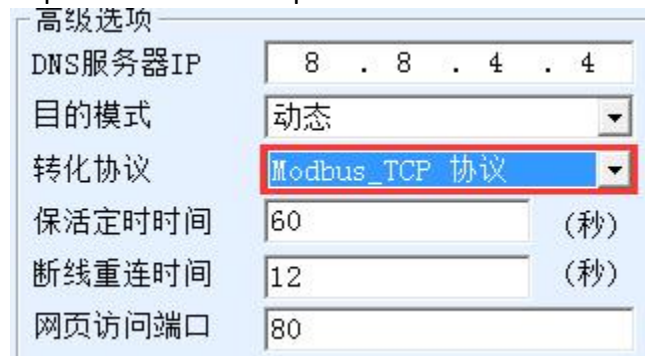 高级选项
DNS服务器IP 8 . 8 . 4 . 4
目的模式 动态
转化协议 Modbus_TCP 协议
保活定时时间 60 (秒)
断线重连时间 12 (秒)
网页访问端口 80